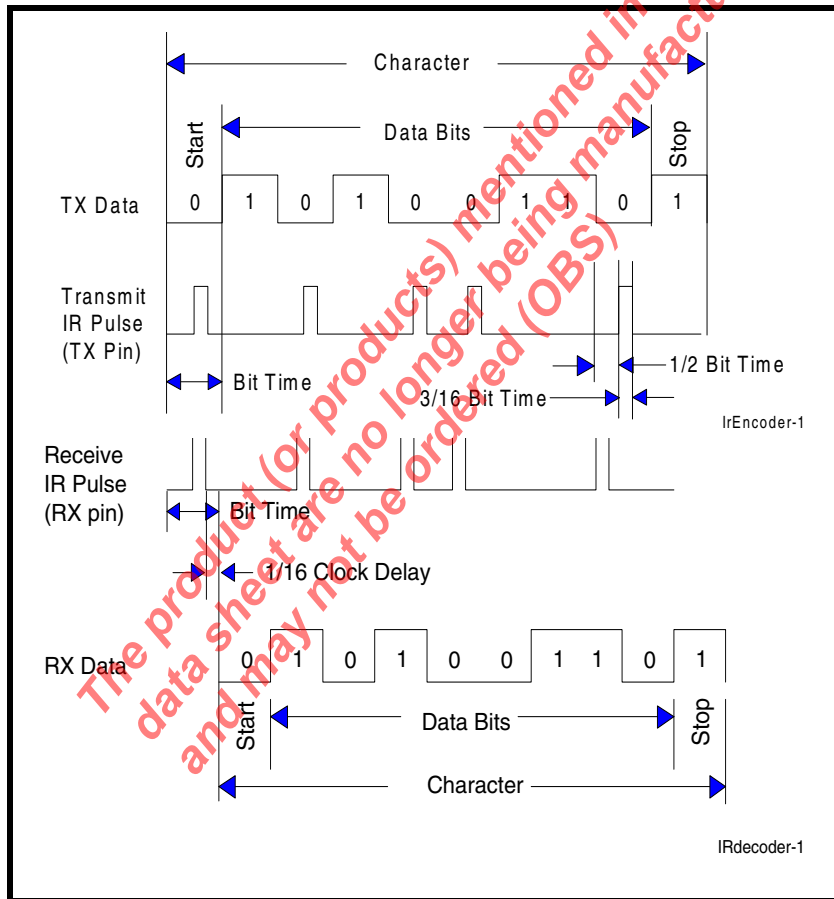 Character
Start
Data Bits
Stop
TX Data
0 1 0 1 0 0 1 1 0 1
Transmit
IR Pulse
(TX Pin)
Bit Time
1/2 Bit Time
3/16 Bit Time
IrEncoder-1
Receive
IR Pulse
(RX pin)
Bit Time
1/16 Clock Delay
RX Data
0 1 0 1 0 0 1 1 0 1
Start
Data Bits
Stop
Character
IRdecoder-1
The product (or products) mentioned in
data sheet are no longer being
and may not be ordered (OBS)